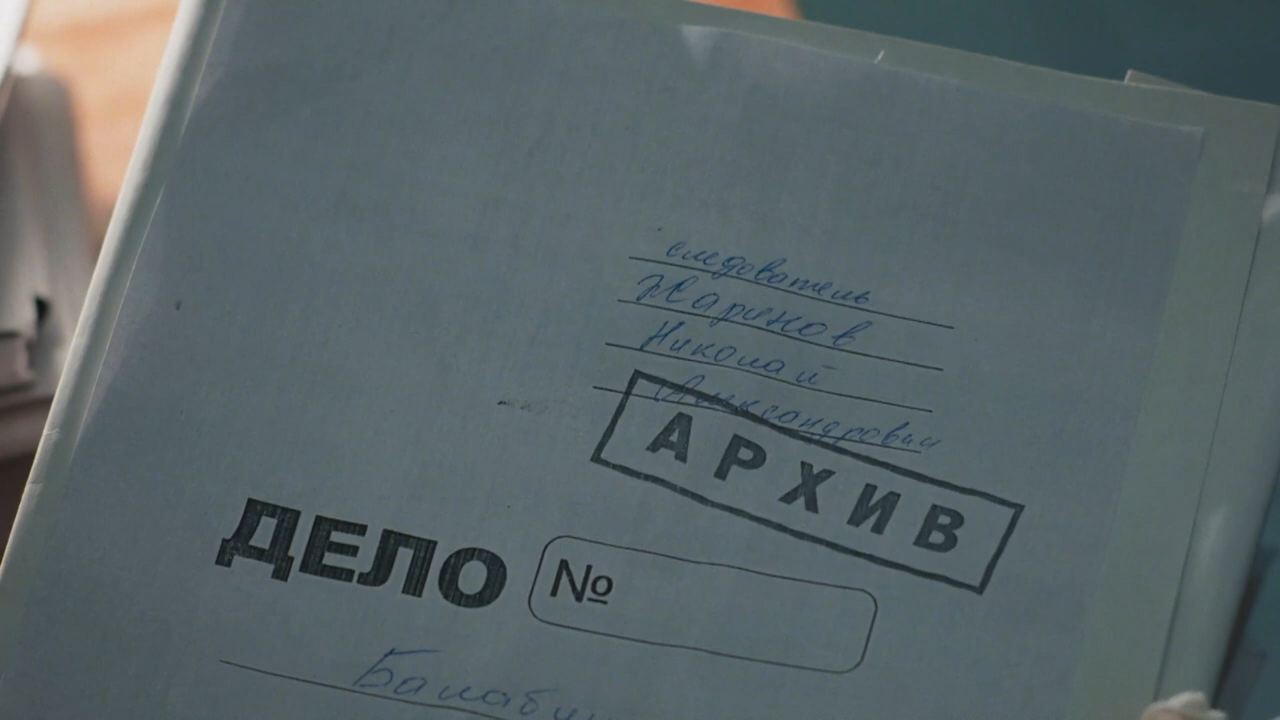 следователь
Жаринов
Николай
Александрович
АРХИВ
ДЕЛО №